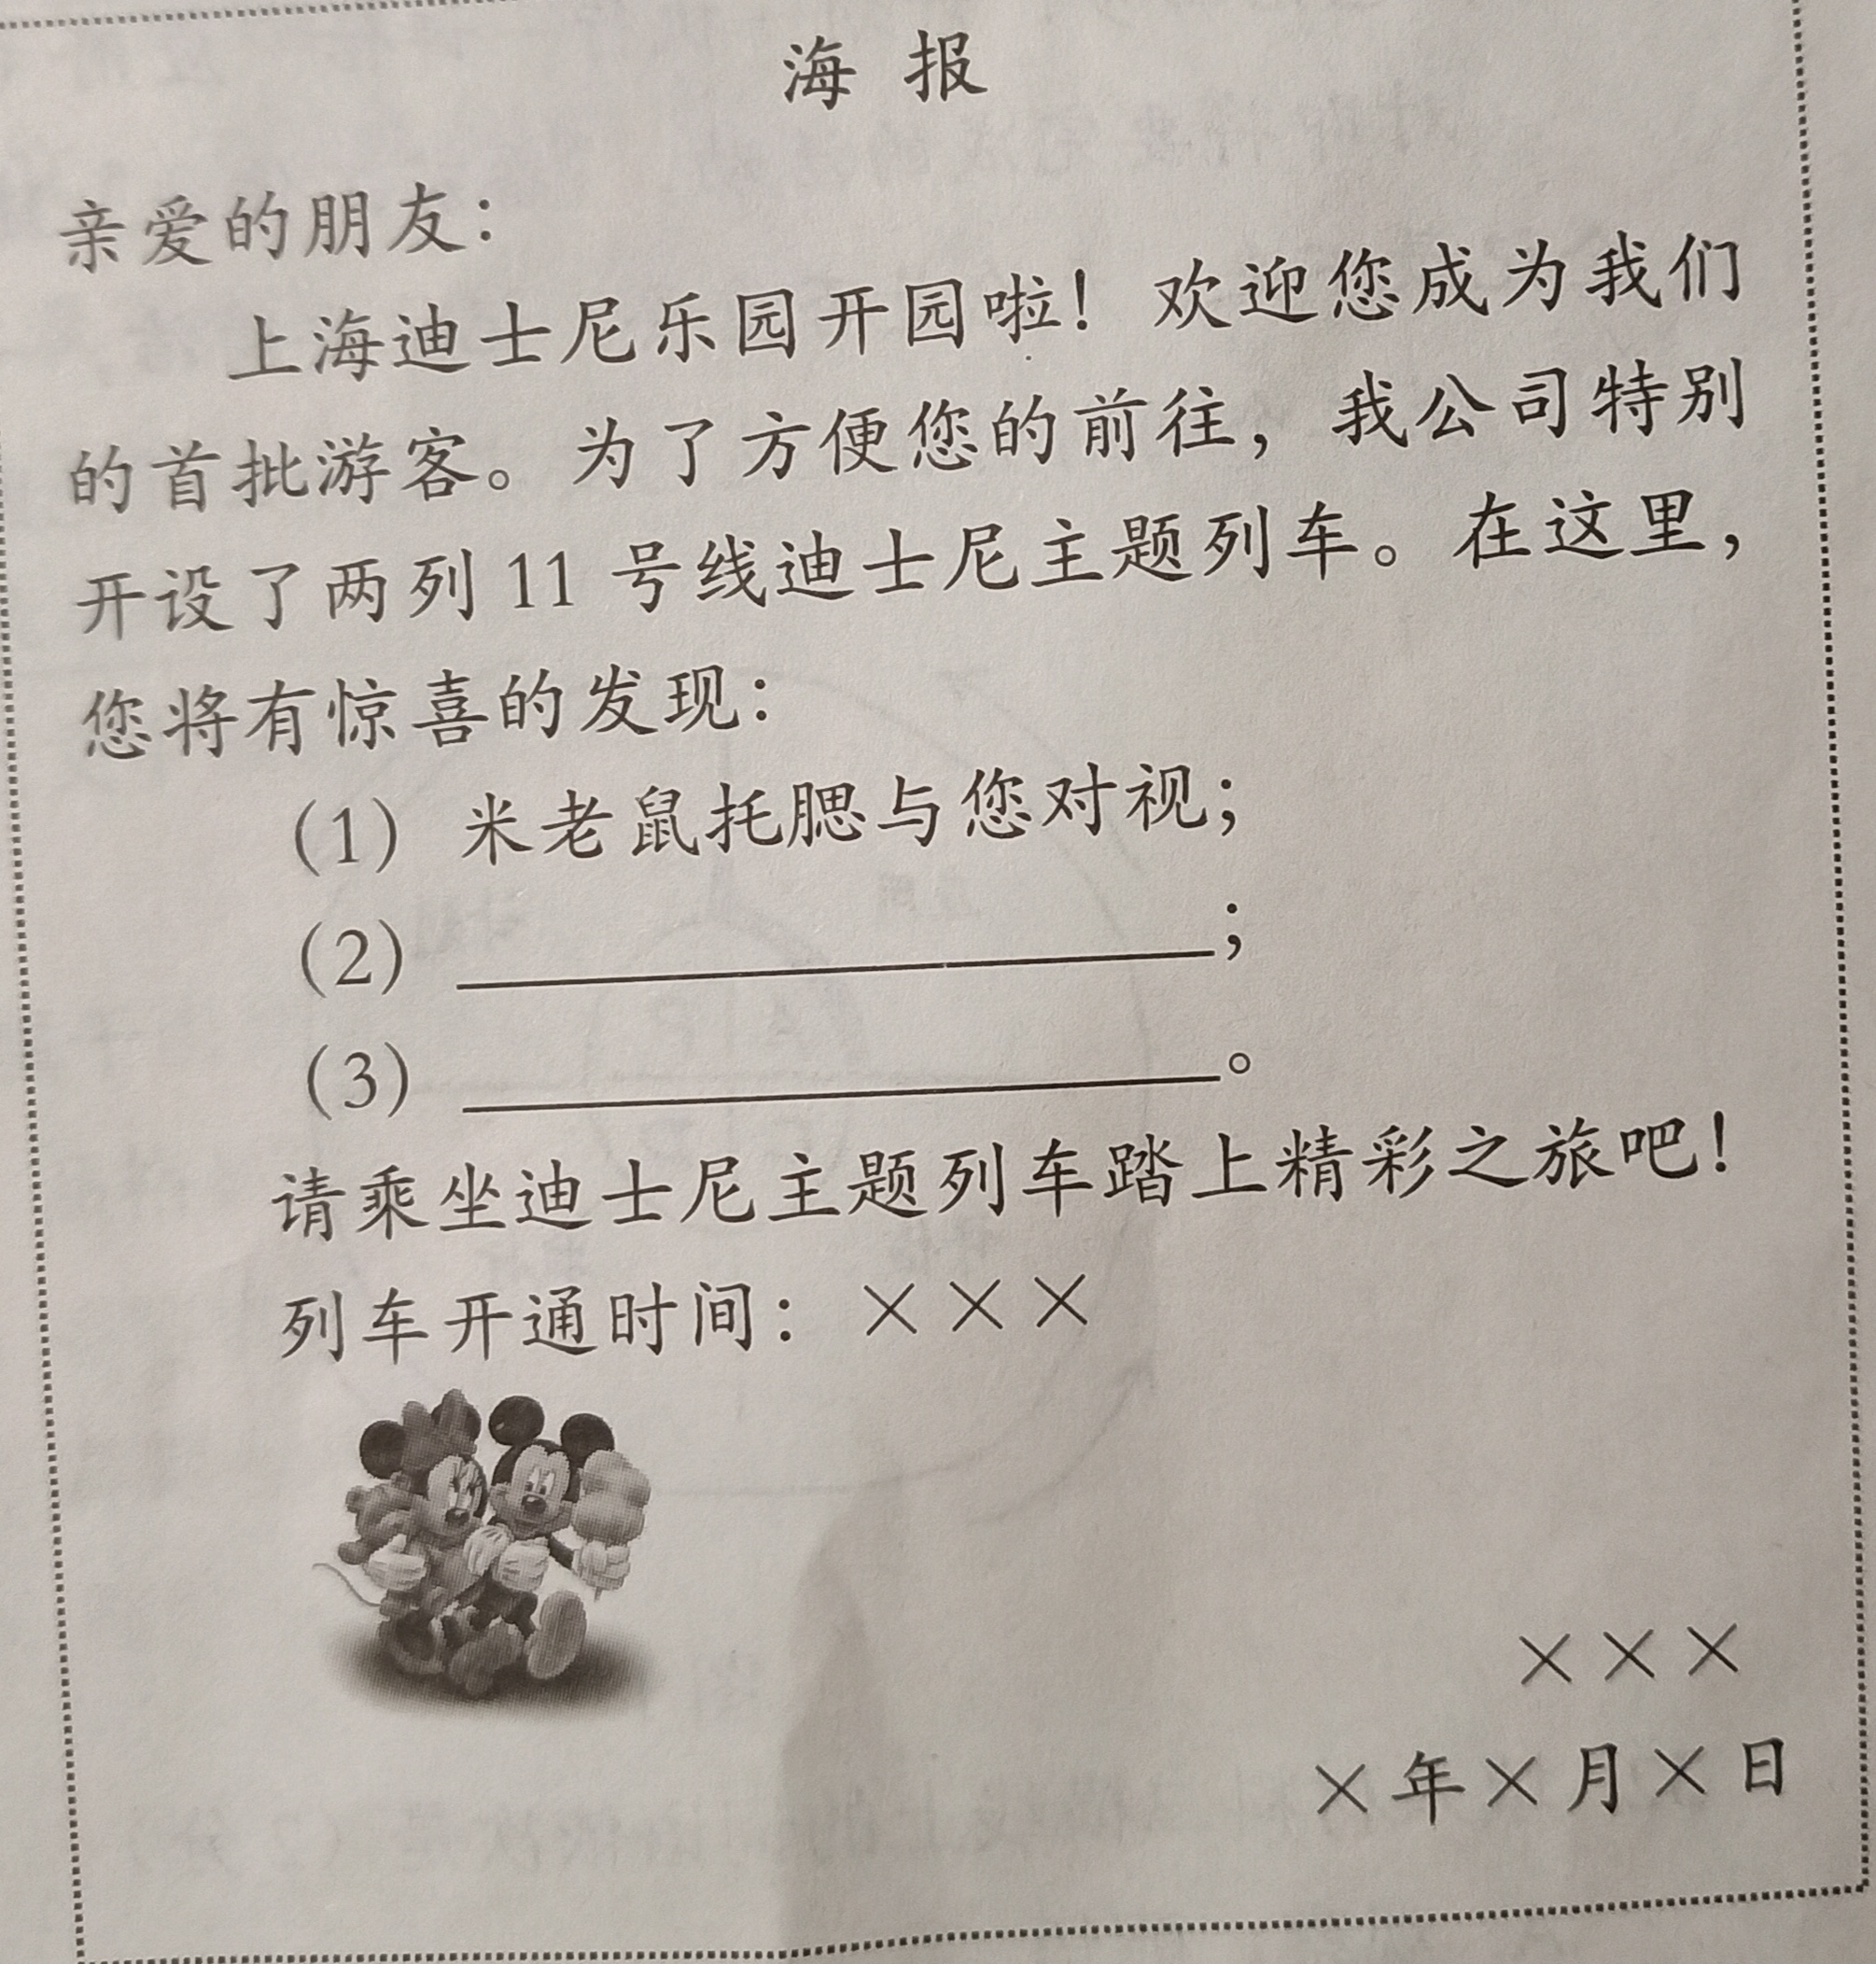 海报
亲爱的朋友：
上海迪士尼乐园开园啦！欢迎您成为我们
的首批游客。为了方便您的前往，我公司特别
开设了两列11号线迪士尼主题列车。在这里，
您将有惊喜的发现：
（1）米老鼠托腮与您对视；
（2）＿＿＿＿＿＿＿＿＿；
（3）＿＿＿＿＿＿＿＿＿。
请乘坐迪士尼主题列车踏上精彩之旅吧！
列车开通时间：×××
×××
×年×月×日